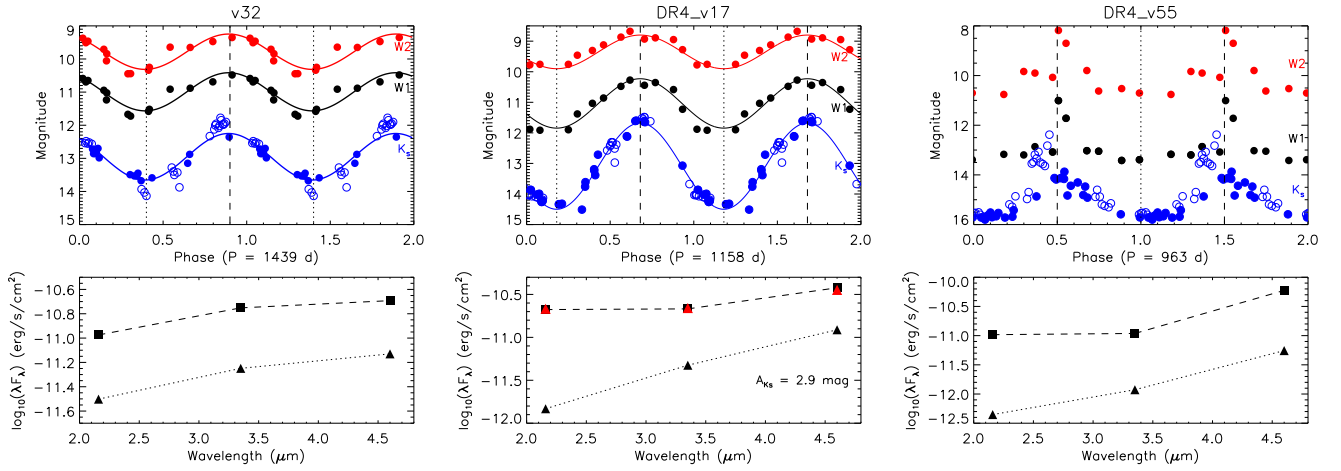 v32
DR4_v17
DR4_v55
Magnitude
9
10
11
12
13
14
15
W2
W1
Ks
0.0 0.5 1.0 1.5 2.0
Phase (P = 1439 d)
Magnitude
9
10
11
12
13
14
15
W2
W1
Ks
0.0 0.5 1.0 1.5 2.0
Phase (P = 1158 d)
Magnitude
8
10
12
14
16
W2
W1
Ks
0.0 0.5 1.0 1.5 2.0
Phase (P = 963 d)
log10(λFλ) (erg/s/cm2)
-10.6
-10.8
-11.0
-11.2
-11.4
-11.6
2.0 2.5 3.0 3.5 4.0 4.5
Wavelength (μm)
log10(λFλ) (erg/s/cm2)
-10.5
-11.0
-11.5
-12.0
AKs = 2.9 mag
2.0 2.5 3.0 3.5 4.0 4.5
Wavelength (μm)
log10(λFλ) (erg/s/cm2)
-10.0
-10.5
-11.0
-11.5
-12.0
-12.5
2.0 2.5 3.0 3.5 4.0 4.5
Wavelength (μm)